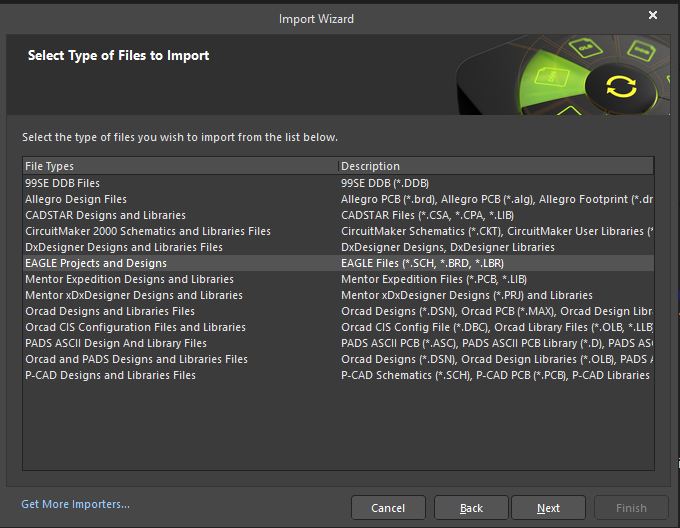 Import Wizard
Select Type of Files to Import
Select the type of files you wish to import from the list below.
File Types Description
99SE DDB Files 99SE DDB (*.DDB)
Allegro Design Files Allegro PCB (*.brd), Allegro PCB (*.alg), Allegro Footprint (*.dr
CADSTAR Designs and Libraries CADSTAR Files (*.CSA, *.CPA, *.LIB)
CircuitMaker 2000 Schematics and Libraries Files CircuitMaker Schematics (*.CKT), CircuitMaker User Libraries (*
DxDesigner Designs and Libraries Files DxDesigner Designs, DxDesigner Libraries
EAGLE Projects and Designs EAGLE Files (*.SCH, *.BRD, *.LBR)
Mentor Expedition Designs and Libraries Mentor Expedition Files (*.PCB, *.LIB)
Mentor xDxDesigner Designs and Libraries Mentor xDxDesigner Designs (*.PRJ) and Libraries
Orcad Designs and Libraries Files Orcad Designs (*.DSN), Orcad PCB (*.MAX), Orcad Design Libr
Orcad CIS Configuration Files and Libraries Orcad CIS Config File (*.DBC), Orcad Library Files (*.OLB, *.LLB
PADS ASCII Design And Library Files PADS ASCII PCB (*.ASC), PADS ASCII PCB Library (*.D), PADS ASC
Orcad and PADS Designs and Libraries Files Orcad Designs (*.DSN), Orcad Design Libraries (*.OLB), PADS A
P-CAD Designs and Libraries Files P-CAD Schematics (*.SCH), P-CAD PCB (*.PCB), P-CAD Libraries
Get More Importers...
Cancel Back Next Finish